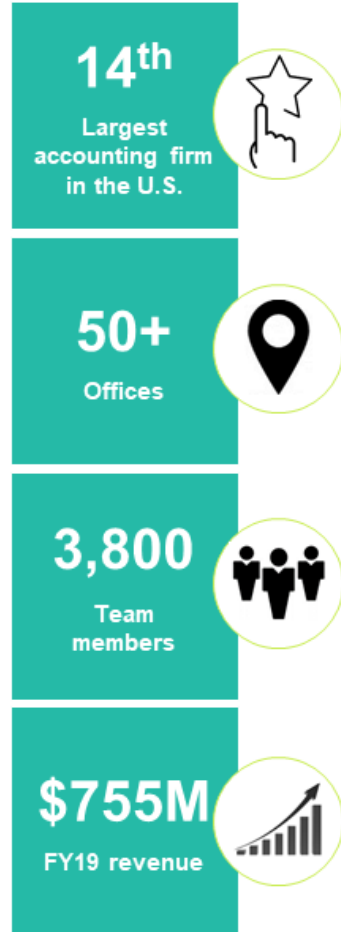 14th
Largest
accounting firm
in the U.S.
50+
Offices
3,800
Team
members
$755M
FY19 revenue